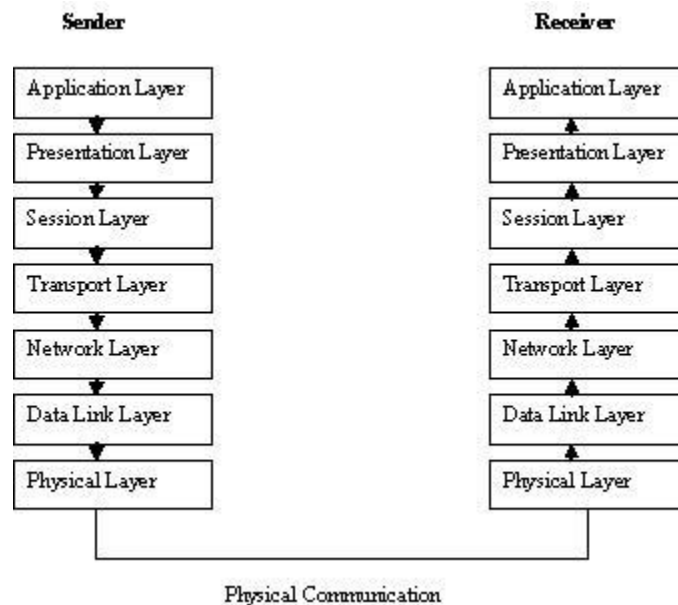 Sender
Receiver
Application Layer
Application Layer
Presentation Layer
Presentation Layer
Session Layer
Session Layer
Transport Layer
Transport Layer
Network Layer
Network Layer
Data Link Layer
Data Link Layer
Physical Layer
Physical Layer
Physical Communication